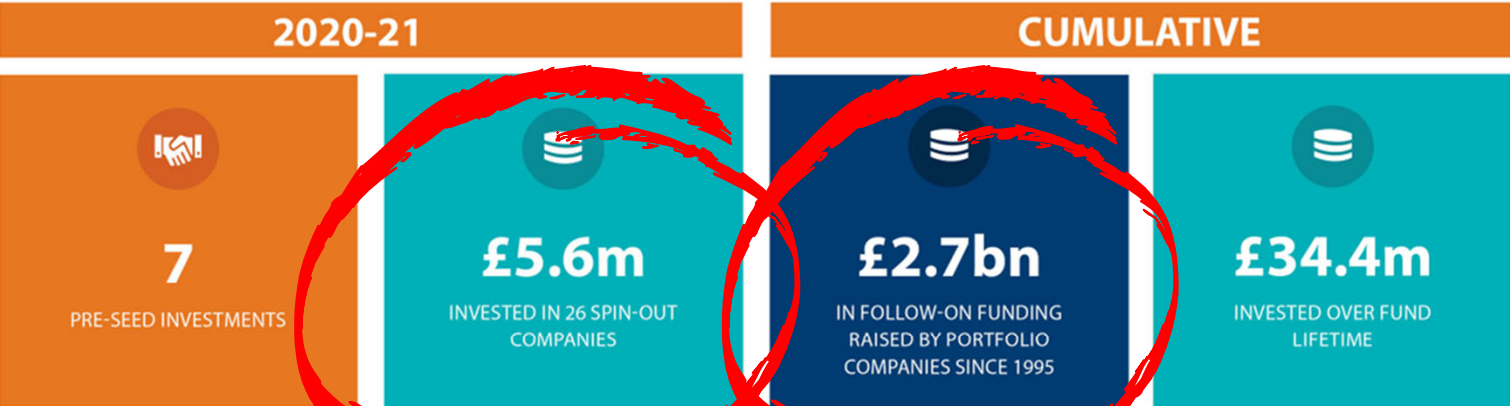 2020-21
CUMULATIVE
7
PRE-SEED INVESTMENTS
£5.6m
INVESTED IN 26 SPIN-OUT
COMPANIES
£2.7bn
IN FOLLOW-ON FUNDING
RAISED BY PORTFOLIO
COMPANIES SINCE 1995
£34.4m
INVESTED OVER FUND
LIFETIME